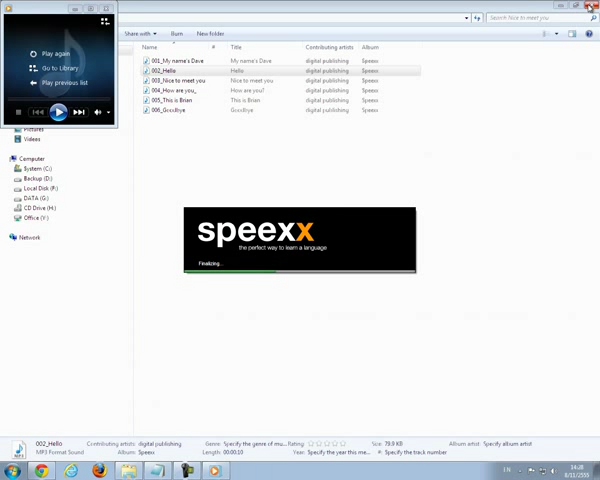 Search Nice to meet you
Share with
Burn
New folder
Name
#
Title
Contributing artists
Album
001_My name's Dave
My name's Dave
digital publishing
Speexx
002_Hello
Hello
digital publishing
Speexx
003_Nice to meet you
Nice to meet you
digital publishing
Speexx
004_How are you_
How are you?
digital publishing
Speexx
005_This is Brian
This is Brian
digital publishing
Speexx
006_Goodbye
Goodbye
digital publishing
Speexx
Play again
Go to Library
Play previous list
Pictures
Videos
Computer
System (C:)
Backup (D:)
Local Disk (F:)
DATA (G:)
CD Drive (H:)
Office (Y:)
Network
speexx
the perfect way to learn a language
Finalizing...
002_Hello
MP3 Format Sound
Contributing artists: digital publishing
Album: Speexx
Genre: Specify the genre of mu...
Length: 00:00:10
Rating:
Year: Specify the year this me...
Size: 79.9 KB
#: Specify the track number
Album artist: Specify album artist
EN
14:28
8/11/2555